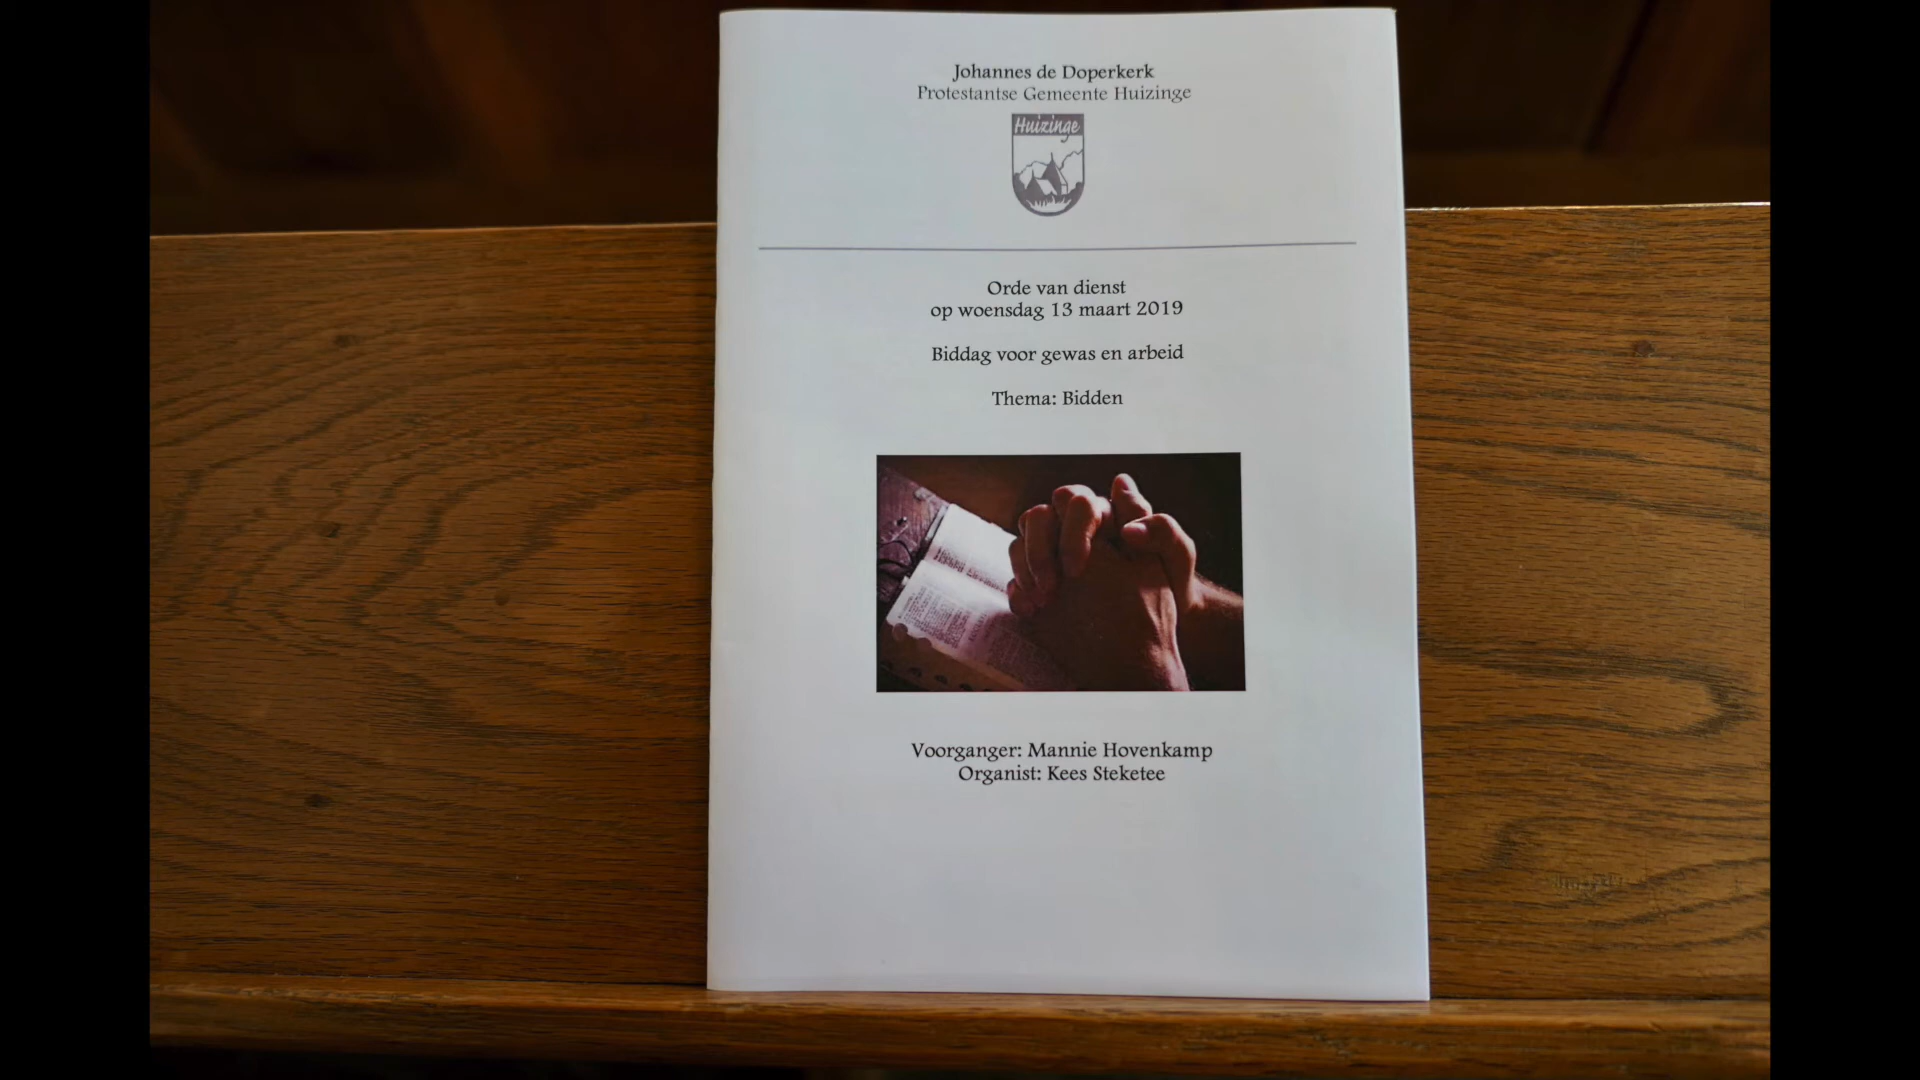 Johannes de Doperkerk
Protestantse Gemeente Huizinge
Huizinge
Orde van dienst
op woensdag 13 maart 2019
Biddag voor gewas en arbeid
Thema: Bidden
Voorganger: Mannie Hovenkamp
Organist: Kees Steketee